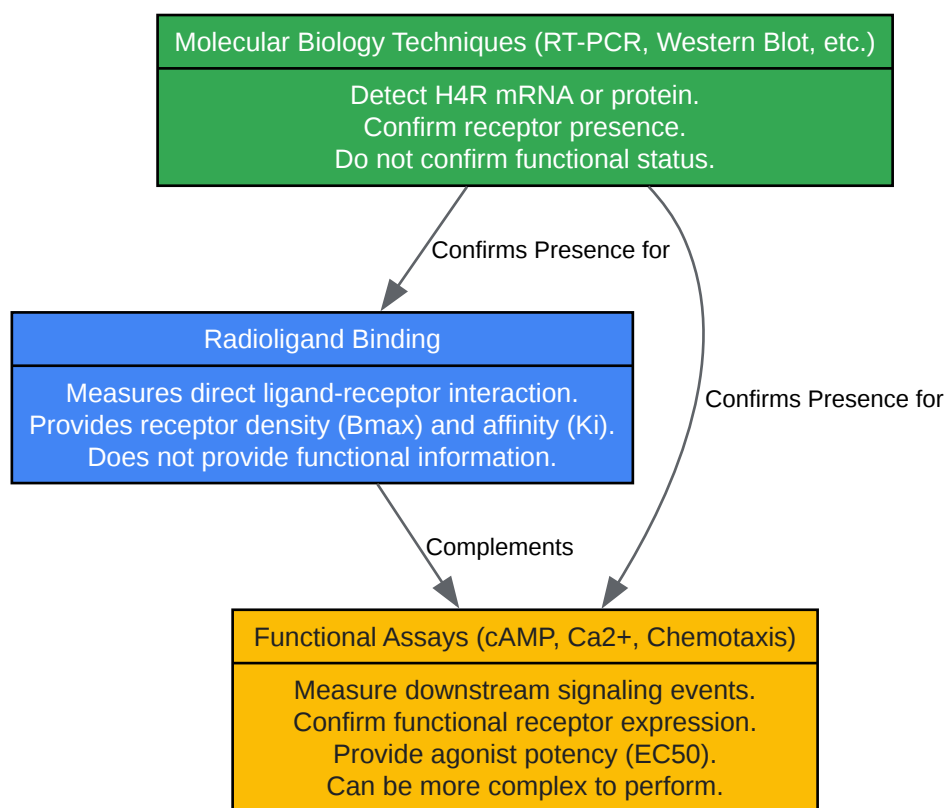 Molecular Biology Techniques (RT-PCR, Western Blot, etc.)
Detect H4R mRNA or protein.
Confirm receptor presence.
Do not confirm functional status.
Confirms Presence for
Radioligand Binding
Measures direct ligand-receptor interaction.
Provides receptor density (Bmax) and affinity (Ki).
Does not provide functional information.
Confirms Presence for
Complements
Functional Assays (cAMP, Ca2+, Chemotaxis)
Measure downstream signaling events.
Confirm functional receptor expression.
Provide agonist potency (EC50).
Can be more complex to perform.